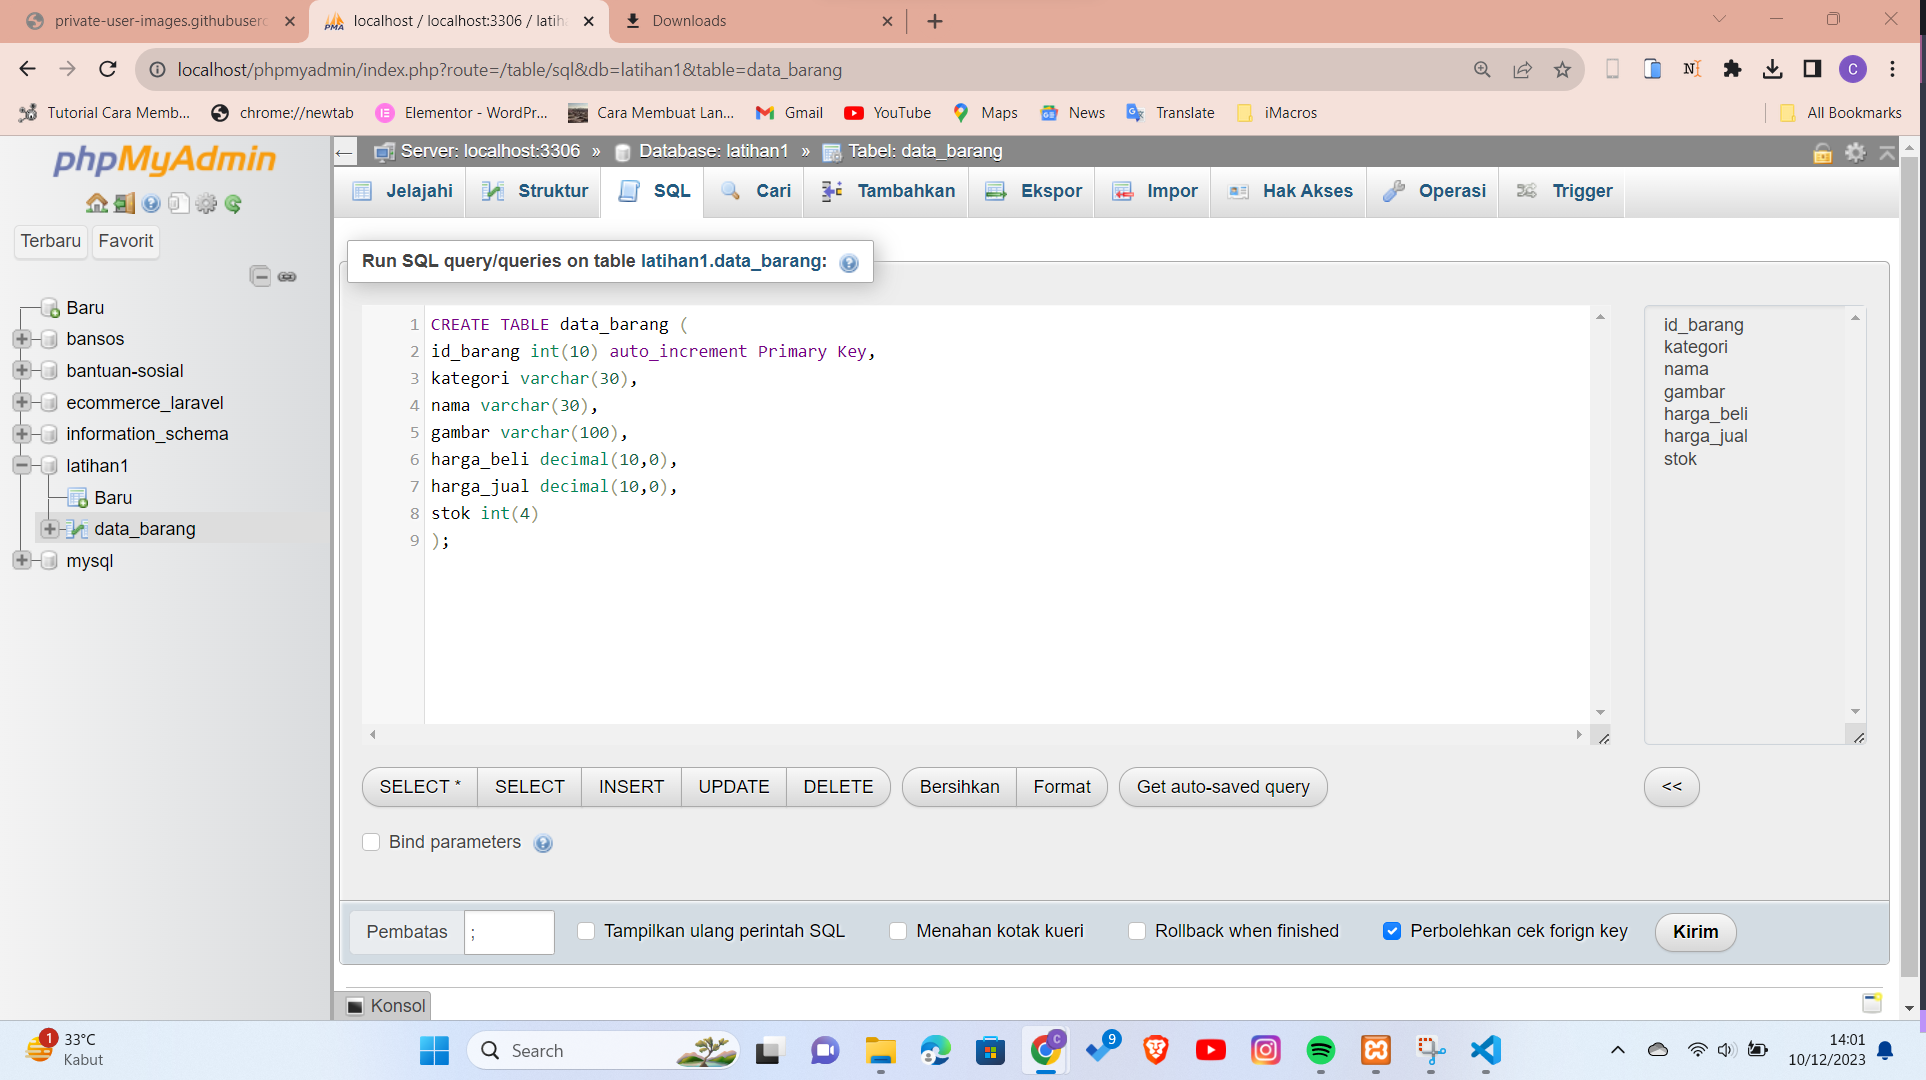 private-user-images.githubuserc
localhost / localhost:3306 / latih
Downloads
localhost/phpmyadmin/index.php?route=/table/sql&db=latihan1&table=data_barang
C
Tutorial Cara Memb...
chrome://newtab
Elementor - WordPr...
Cara Membuat Lan...
Gmail
YouTube
Maps
News
Translate
iMacros
All Bookmarks
phpMyAdmin
Terbaru
Favorit
Baru
bansos
bantuan-sosial
ecommerce_laravel
information_schema
latihan1
Baru
data_barang
mysql
Server: localhost:3306 » Database: latihan1 » Tabel: data_barang
Jelajahi
Struktur
SQL
Cari
Tambahkan
Ekspor
Impor
Hak Akses
Operasi
Trigger
Run SQL query/queries on table latihan1.data_barang:
1 CREATE TABLE data_barang (
2 id_barang int(10) auto_increment Primary Key,
3 kategori varchar(30),
4 nama varchar(30),
5 gambar varchar(100),
6 harga_beli decimal(10,0),
7 harga_jual decimal(10,0),
8 stok int(4)
9 );
id_barang
kategori
nama
gambar
harga_beli
harga_jual
stok
SELECT *
SELECT
INSERT
UPDATE
DELETE
Bersihkan
Format
Get auto-saved query
<<
Bind parameters
Pembatas
;
Tampilkan ulang perintah SQL
Menahan kotak kueri
Rollback when finished
Perbolehkan cek forign key
Kirim
Konsol
1
33°C
Kabut
Search
C
9
14:01
10/12/2023